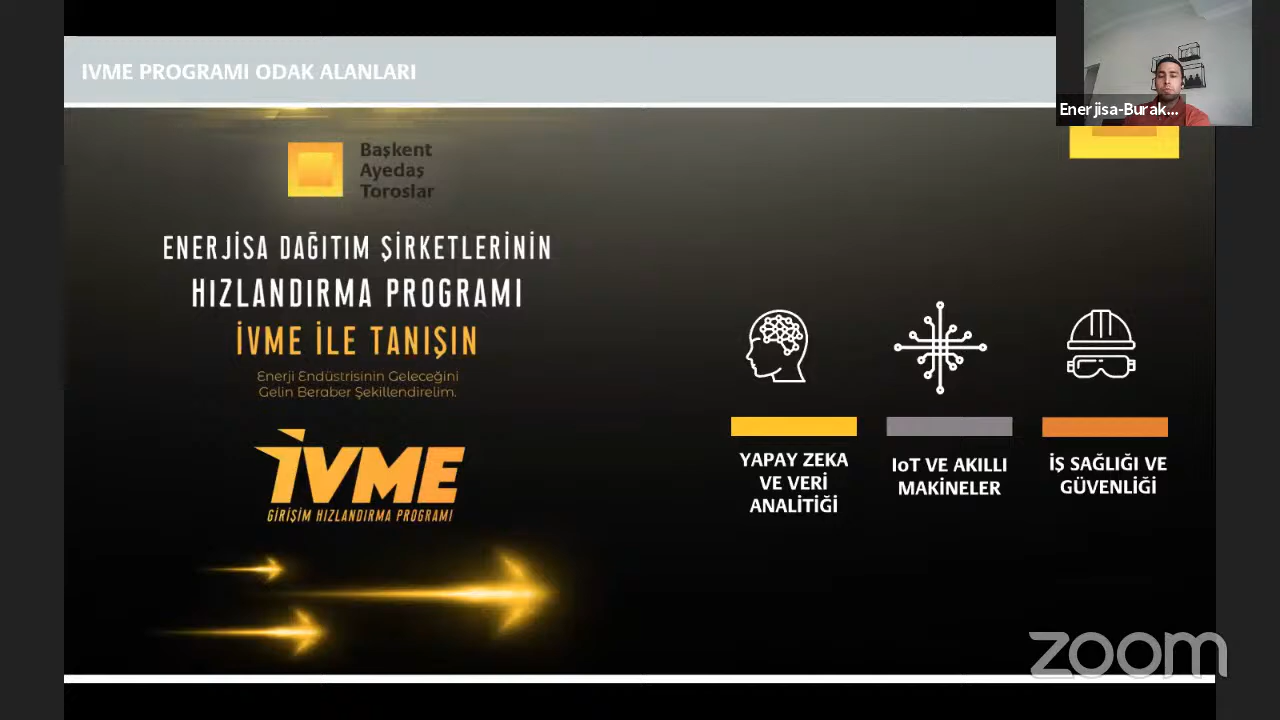 IVME PROGRAMI ODAK ALANLARI
Enerjisa-Burak...
Başkent
Ayedaş
Toroslar
ENERJİSA DAĞITIM ŞİRKETLERİNİN
HIZLANDIRMA PROGRAMI
İVME İLE TANIŞIN
Enerji Endüstrisinin Geleceğini
Gelin Beraber Şekillendirelim.
İVME
GİRİŞİM HIZLANDIRMA PROGRAMI
YAPAY ZEKA
VE VERİ
ANALİTİĞİ
IoT VE AKILLI
MAKİNELER
İŞ SAĞLIĞI VE
GÜVENLİĞİ
zoom